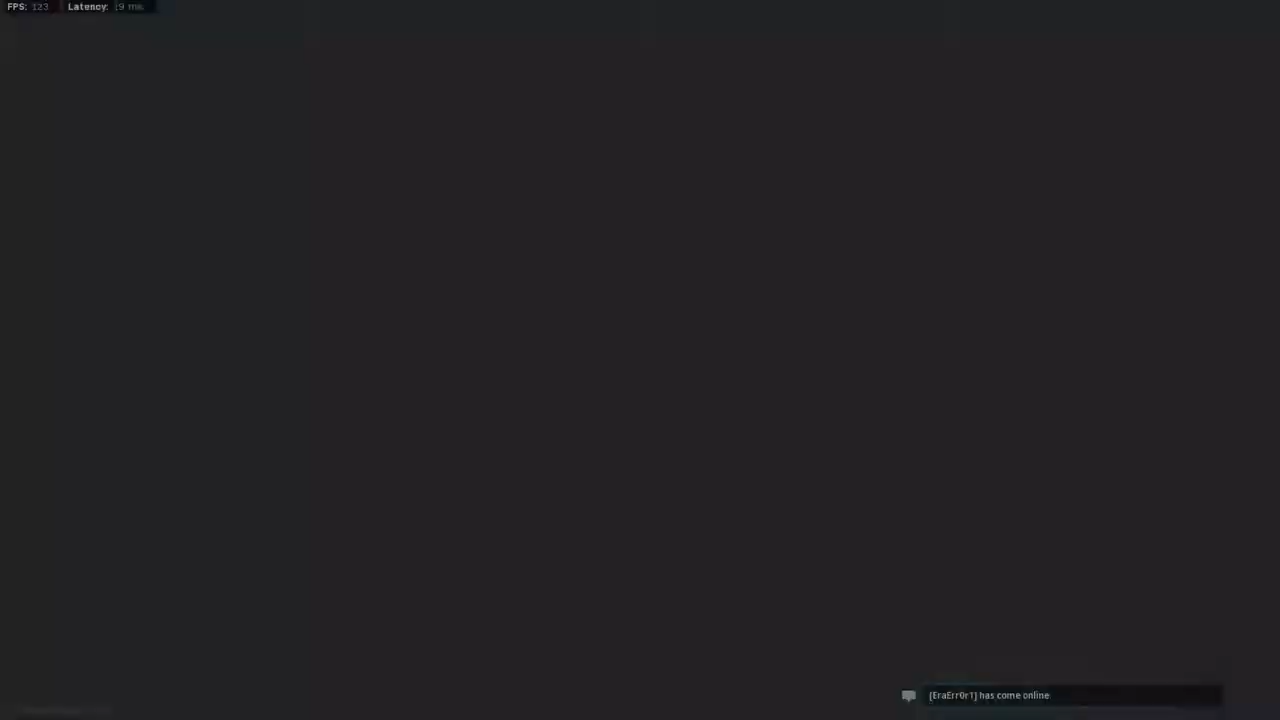 FPS: 123 Latency: 19 ms
[EraErr0r1] has come online